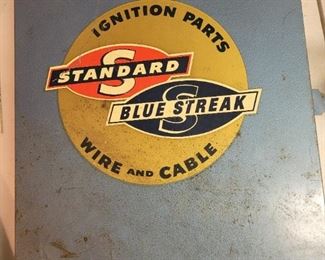 IGNITION PARTS
S
STANDARD
S
BLUE STREAK
WIRE AND CABLE